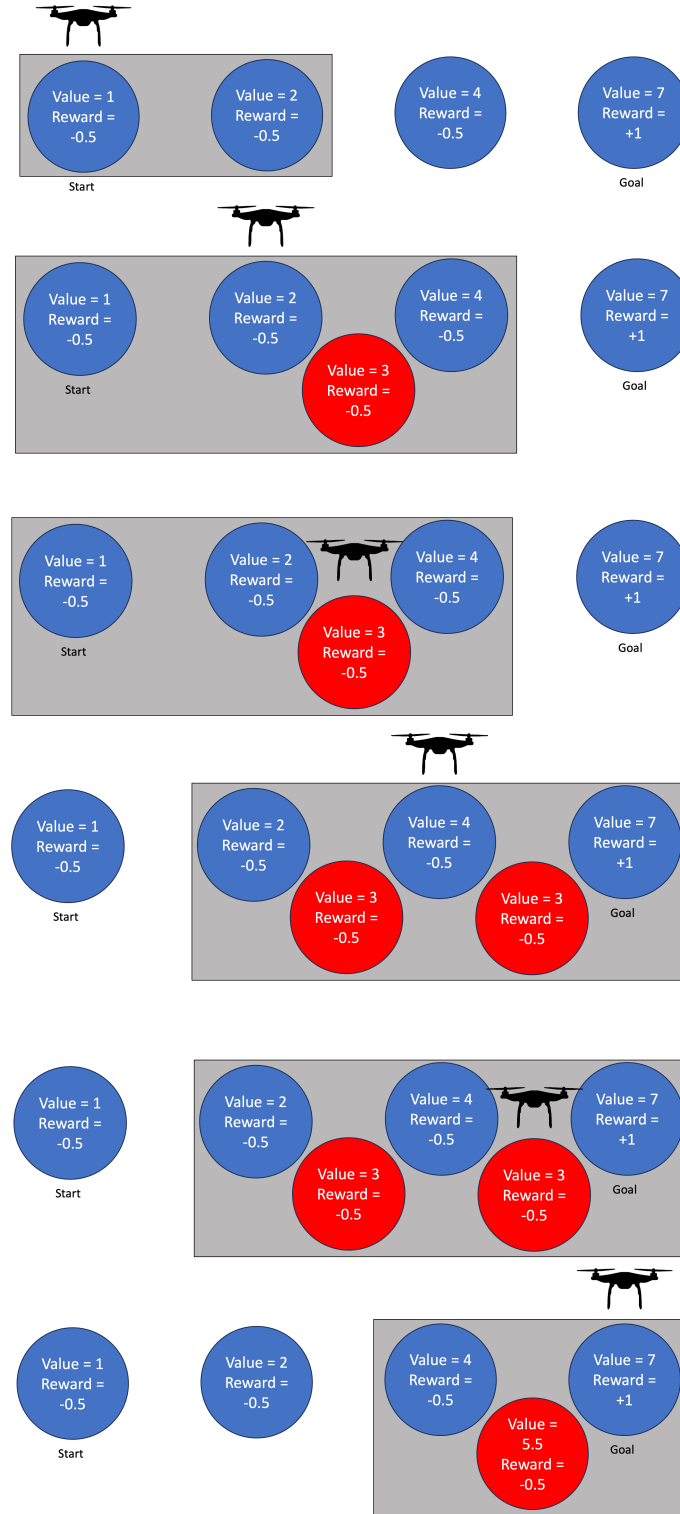 Value = 1
Reward =
-0.5
Value = 2
Reward =
-0.5
Value = 4
Reward =
-0.5
Value = 7
Reward =
+1
Start
Goal
Value = 1
Reward =
-0.5
Value = 2
Reward =
-0.5
Value = 4
Reward =
-0.5
Value = 7
Reward =
+1
Value = 3
Reward =
-0.5
Start
Goal
Value = 1
Reward =
-0.5
Value = 2
Reward =
-0.5
Value = 4
Reward =
-0.5
Value = 7
Reward =
+1
Value = 3
Reward =
-0.5
Start
Goal
Value = 1
Reward =
-0.5
Value = 2
Reward =
-0.5
Value = 4
Reward =
-0.5
Value = 7
Reward =
+1
Value = 3
Reward =
-0.5
Value = 3
Reward =
-0.5
Start
Goal
Value = 1
Reward =
-0.5
Value = 2
Reward =
-0.5
Value = 4
Reward =
-0.5
Value = 7
Reward =
+1
Value = 3
Reward =
-0.5
Value = 3
Reward =
-0.5
Start
Goal
Value = 1
Reward =
-0.5
Value = 2
Reward =
-0.5
Value = 4
Reward =
-0.5
Value = 7
Reward =
+1
Value =
5.5
Reward =
-0.5
Start
Goal